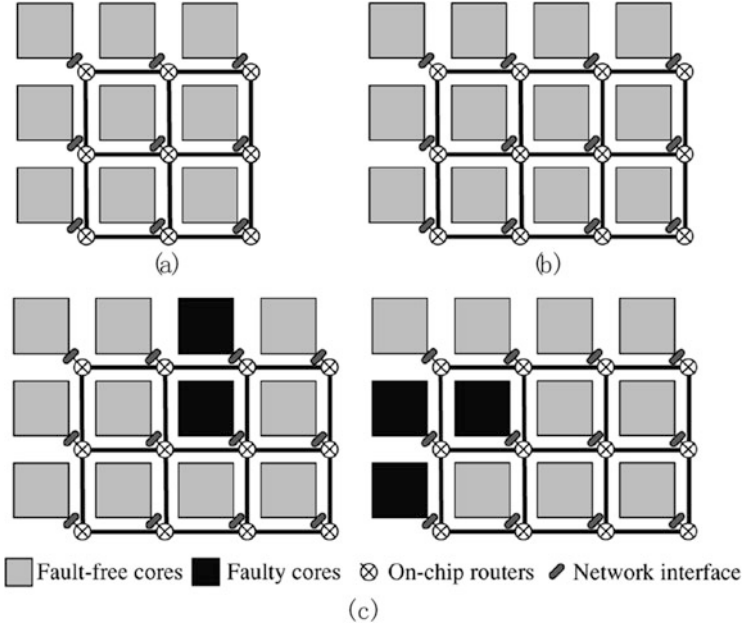 (a)
(b)
Fault-free cores Faulty cores On-chip routers Network interface
(c)